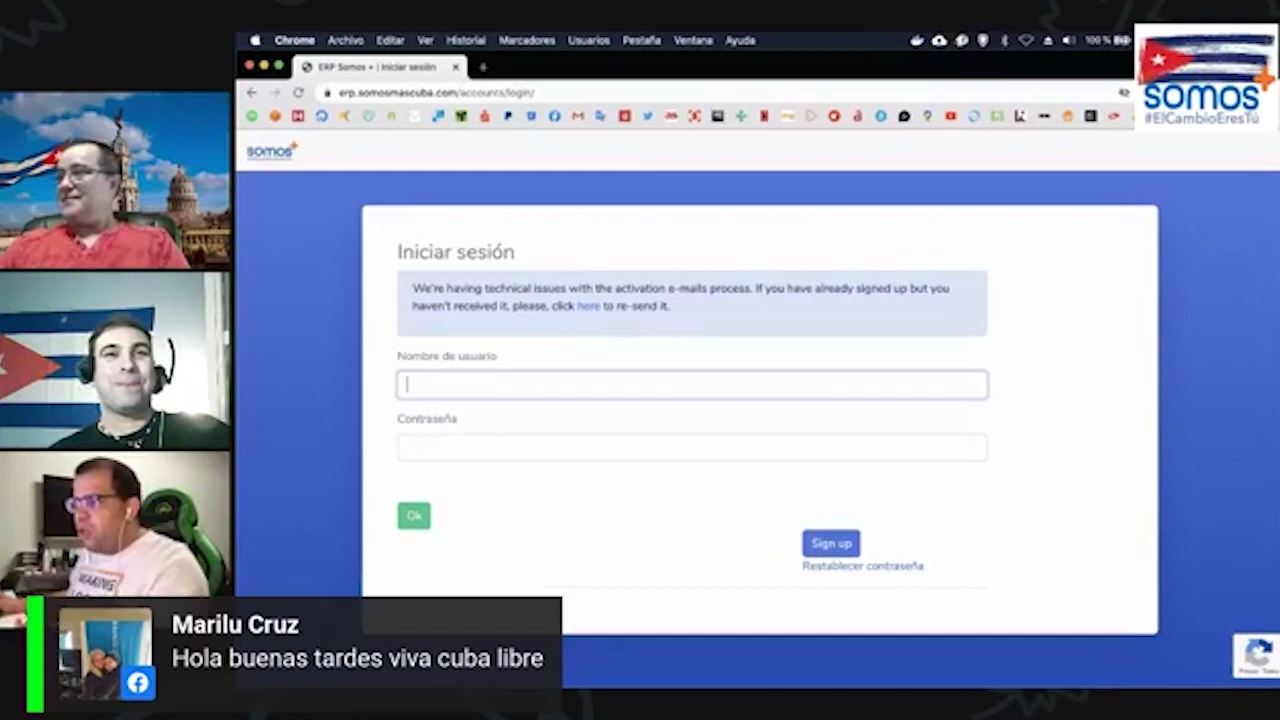 Chrome Archivo Editar Ver Historial Marcadores Usuarios Pestaña Ventana Ayuda
100 %
ERP Somos + | Iniciar sesión
erp.somosmascuba.com/accounts/login/
somos+
#ElCambioEresTú
somos+
Iniciar sesión
We're having technical issues with the activation e-mails process. If you have already signed up but you
haven't received it, please, click here to re-send it.
Nombre de usuario
Contraseña
Ok
Sign up
Restablecer contraseña
MAKING
Marilu Cruz
Hola buenas tardes viva cuba libre